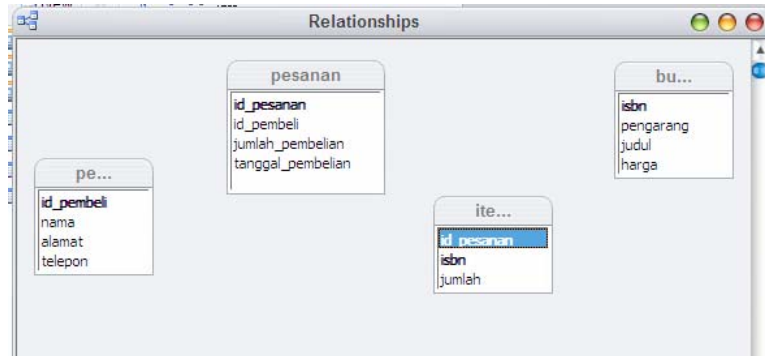 Relationships
pesanan
id_pesanan
id_pembeli
jumlah_pembelian
tanggal_pembelian
bu...
isbn
pengarang
judul
harga
pe...
id_pembeli
nama
alamat
telepon
ite...
id_pesanan
isbn
jumlah